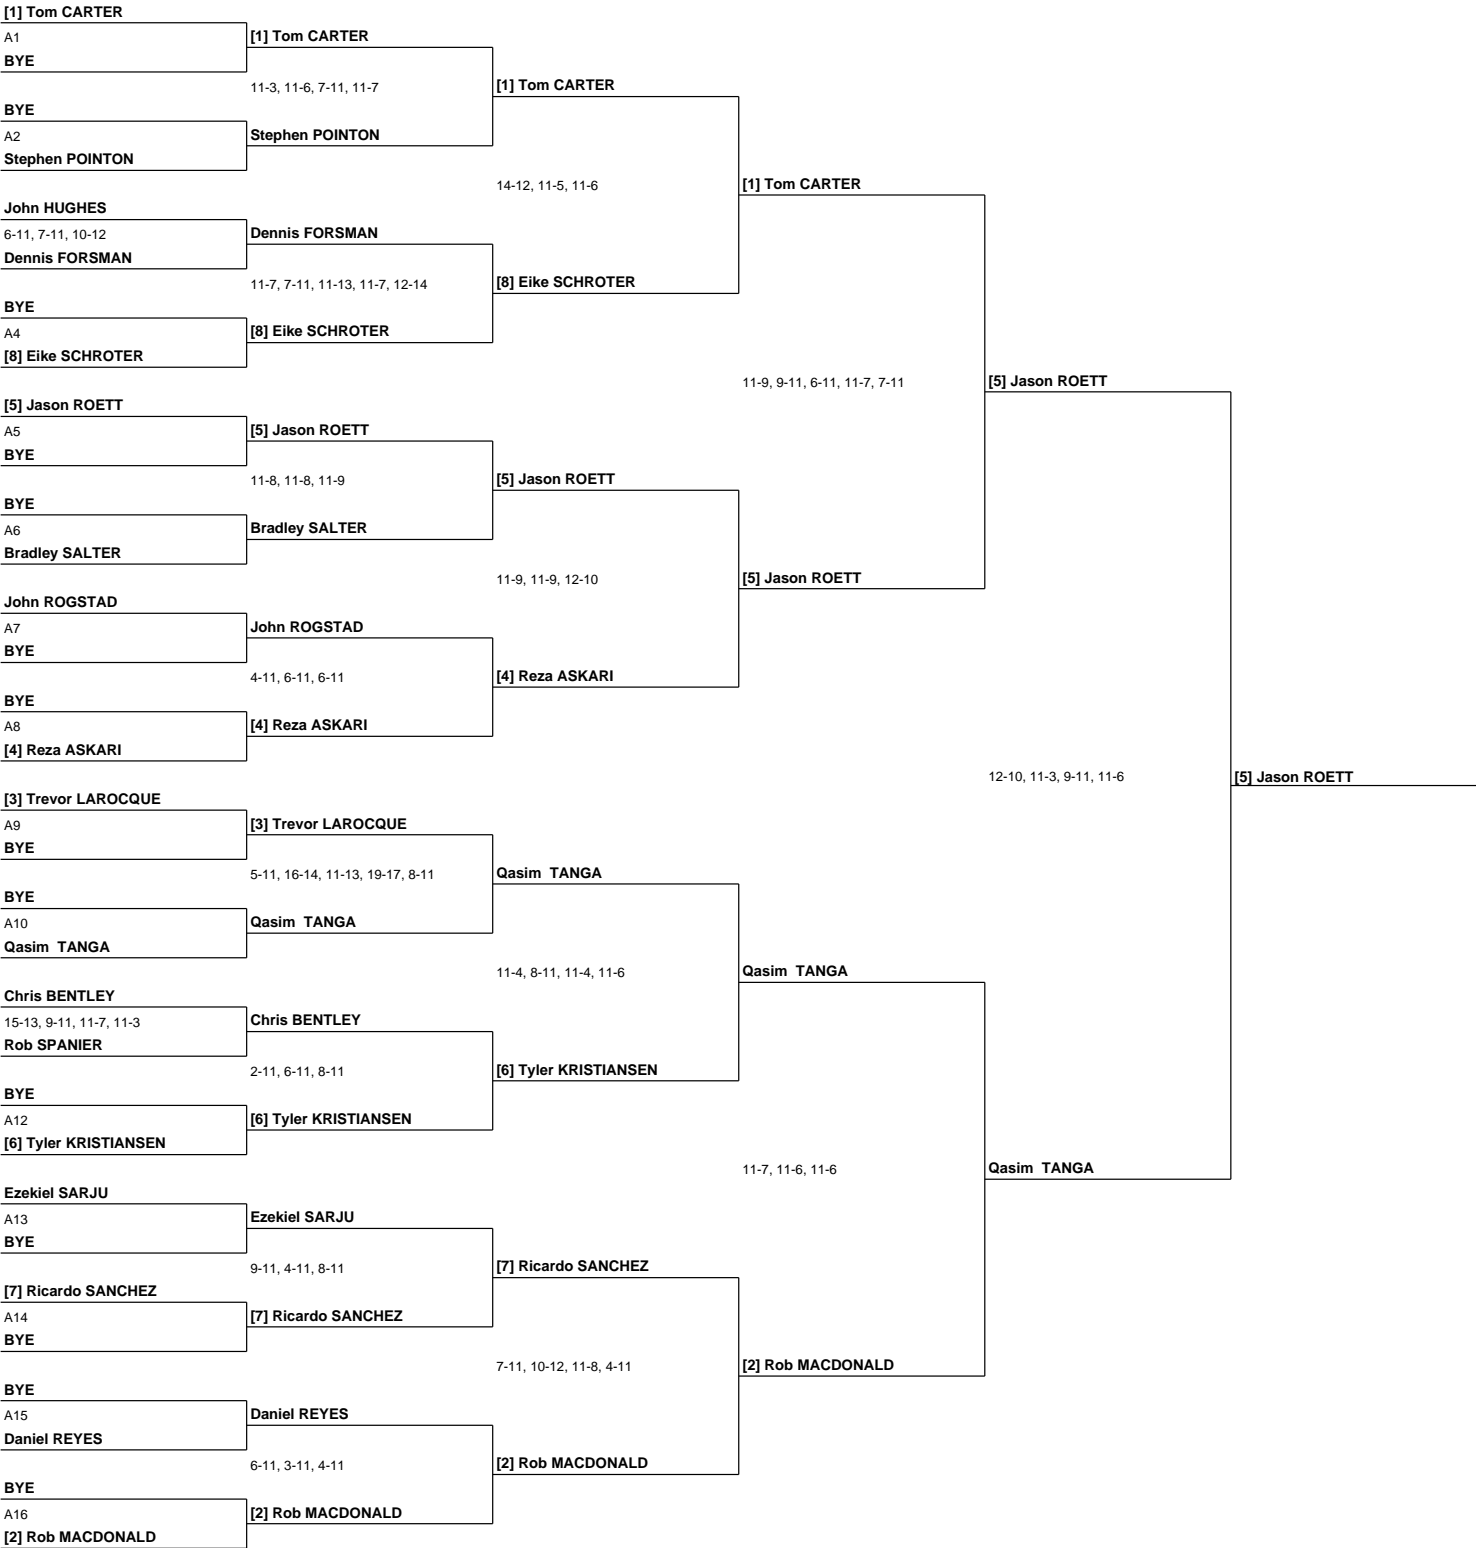 [1] Tom CARTER
A1
BYE
BYE
A2
Stephen POINTON
John HUGHES
6-11, 7-11, 10-12
Dennis FORSMAN
BYE
A4
[8] Eike SCHROTER
[5] Jason ROETT
A5
BYE
BYE
A6
Bradley SALTER
John ROGSTAD
A7
BYE
BYE
A8
[4] Reza ASKARI
[3] Trevor LAROCQUE
A9
BYE
BYE
A10
Qasim  TANGA
Chris BENTLEY
15-13, 9-11, 11-7, 11-3
Rob SPANIER
BYE
A12
[6] Tyler KRISTIANSEN
Ezekiel SARJU
A13
BYE
[7] Ricardo SANCHEZ
A14
BYE
BYE
A15
Daniel REYES
BYE
A16
[2] Rob MACDONALD
[1] Tom CARTER
11-3, 11-6, 7-11, 11-7
Stephen POINTON
Dennis FORSMAN
11-7, 7-11, 11-13, 11-7, 12-14
[8] Eike SCHROTER
[5] Jason ROETT
11-8, 11-8, 11-9
Bradley SALTER
John ROGSTAD
4-11, 6-11, 6-11
[4] Reza ASKARI
[3] Trevor LAROCQUE
5-11, 16-14, 11-13, 19-17, 8-11
Qasim  TANGA
Chris BENTLEY
2-11, 6-11, 8-11
[6] Tyler KRISTIANSEN
Ezekiel SARJU
9-11, 4-11, 8-11
[7] Ricardo SANCHEZ
Daniel REYES
6-11, 3-11, 4-11
[2] Rob MACDONALD
[1] Tom CARTER
14-12, 11-5, 11-6
[8] Eike SCHROTER
[5] Jason ROETT
11-9, 11-9, 12-10
[4] Reza ASKARI
Qasim  TANGA
11-4, 8-11, 11-4, 11-6
[6] Tyler KRISTIANSEN
[7] Ricardo SANCHEZ
7-11, 10-12, 11-8, 4-11
[2] Rob MACDONALD
[1] Tom CARTER
11-9, 9-11, 6-11, 11-7, 7-11
[5] Jason ROETT
Qasim  TANGA
11-7, 11-6, 11-6
[2] Rob MACDONALD
[5] Jason ROETT
12-10, 11-3, 9-11, 11-6
Qasim  TANGA
[5] Jason ROETT